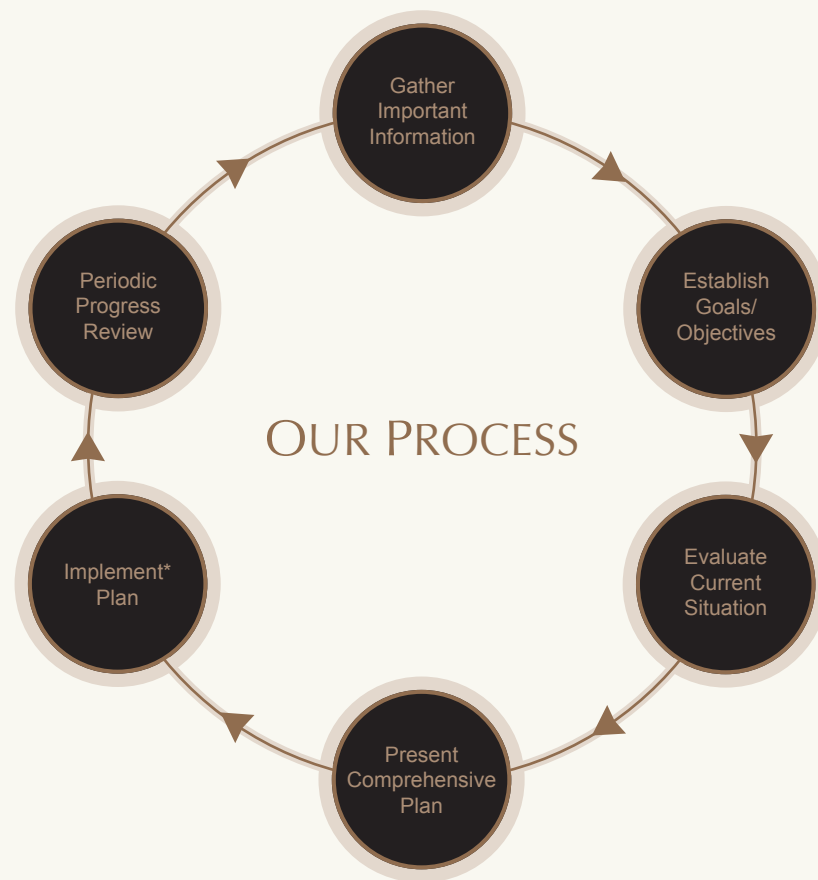 Gather
Important
Information
Establish
Goals/
Objectives
Evaluate
Current
Situation
Present
Comprehensive
Plan
Implement*
Plan
Periodic
Progress
Review
OUR PROCESS